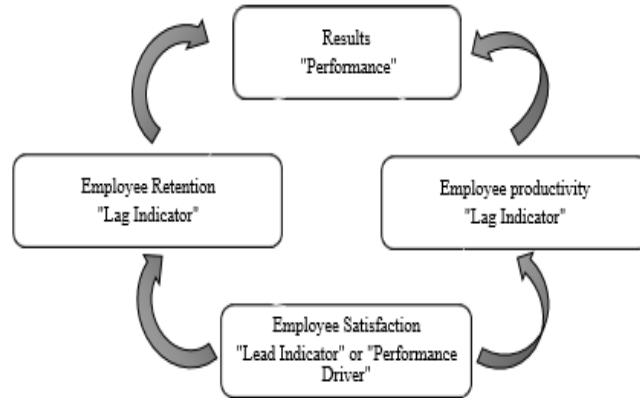 Results
"Performance"
Employee Retention
"Lag Indicator"
Employee productivity
"Lag Indicator"
Employee Satisfaction
"Lead Indicator" or "Performance
Driver"